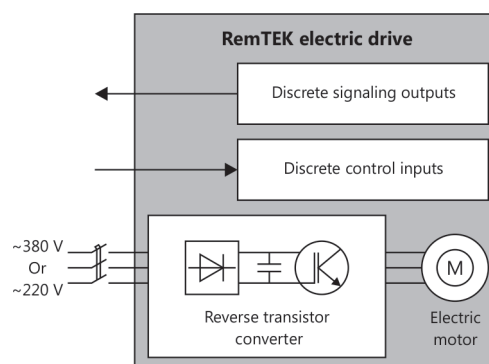 RemTEK electric drive
Discrete signaling outputs
Discrete control inputs
~380 V
Or
~220 V
M
Reverse transistor
converter
Electric
motor